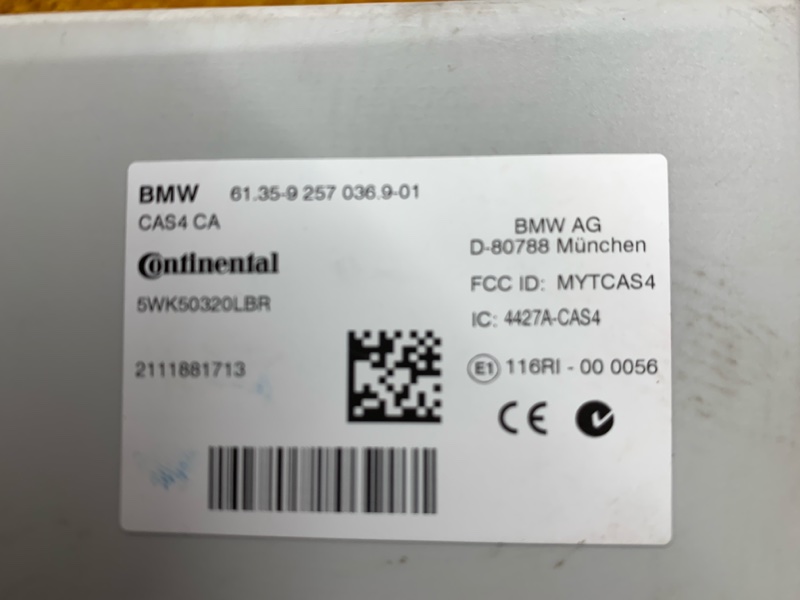 BMW 61.35-9 257 036.9-01
CAS4 CA
Continental
5WK50320LBR
2111881713
BMW AG
D-80788 München
FCC ID: MYTCAS4
IC: 4427A-CAS4
E1 116RI - 00 0056
CE